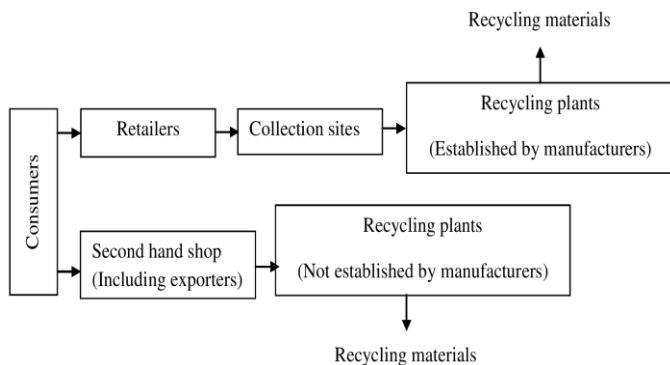 Recycling materials
Recycling plants
(Established by manufacturers)
Retailers
Collection sites
Consumers
Second hand shop
(Including exporters)
Recycling plants
(Not established by manufacturers)
Recycling materials